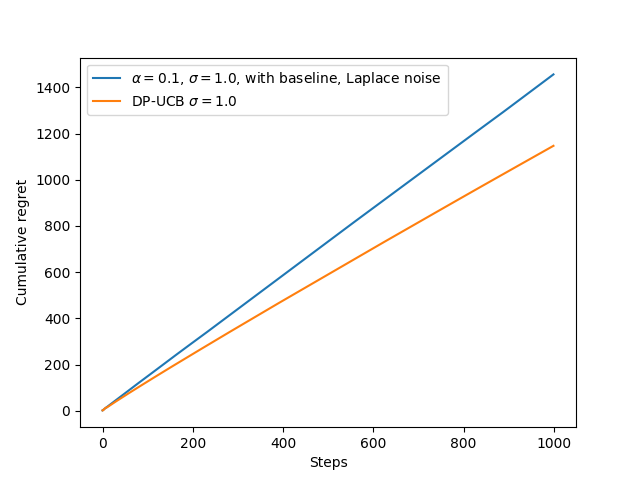 α = 0.1, σ = 1.0, with baseline, Laplace noise
DP-UCB σ = 1.0
1400
1200
1000
800
600
400
200
0
Cumulative regret
0 200 400 600 800 1000
Steps